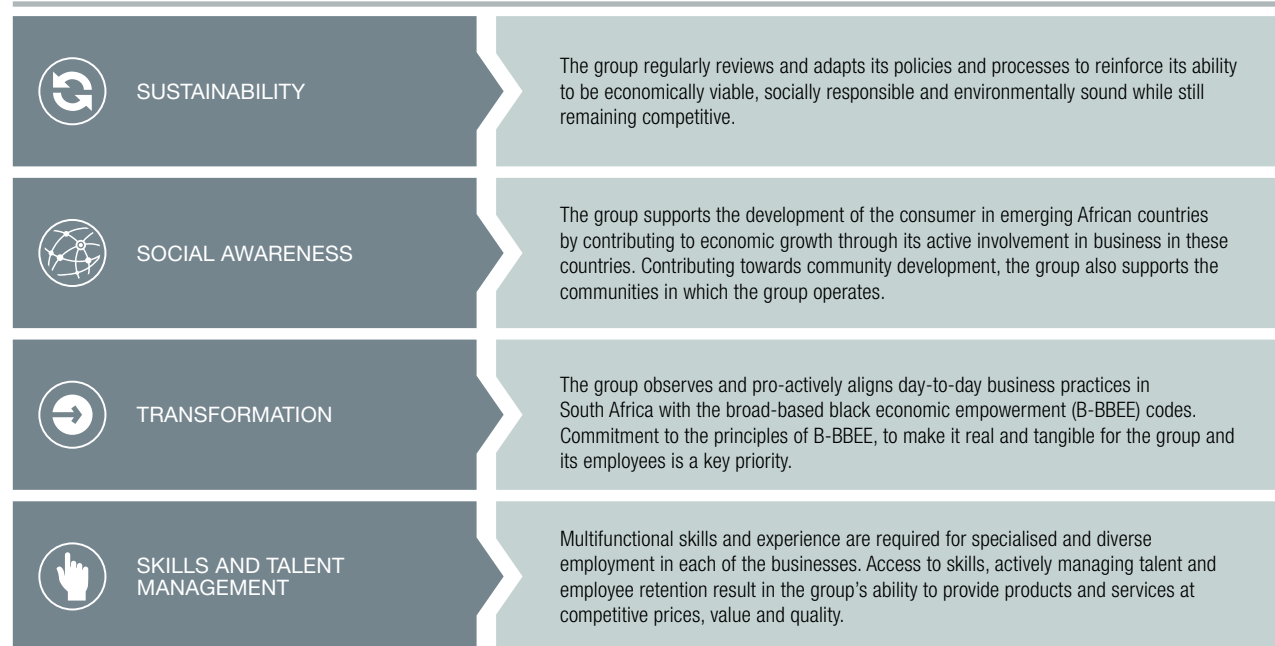 SUSTAINABILITY
The group regularly reviews and adapts its policies and processes to reinforce its ability
to be economically viable, socially responsible and environmentally sound while still
remaining competitive.
SOCIAL AWARENESS
The group supports the development of the consumer in emerging African countries
by contributing to economic growth through its active involvement in business in these
countries. Contributing towards community development, the group also supports the
communities in which the group operates.
TRANSFORMATION
The group observes and pro-actively aligns day-to-day business practices in
South Africa with the broad-based black economic empowerment (B-BBEE) codes.
Commitment to the principles of B-BBEE, to make it real and tangible for the group and
its employees is a key priority.
SKILLS AND TALENT
MANAGEMENT
Multifunctional skills and experience are required for specialised and diverse
employment in each of the businesses. Access to skills, actively managing talent and
employee retention result in the group's ability to provide products and services at
competitive prices, value and quality.